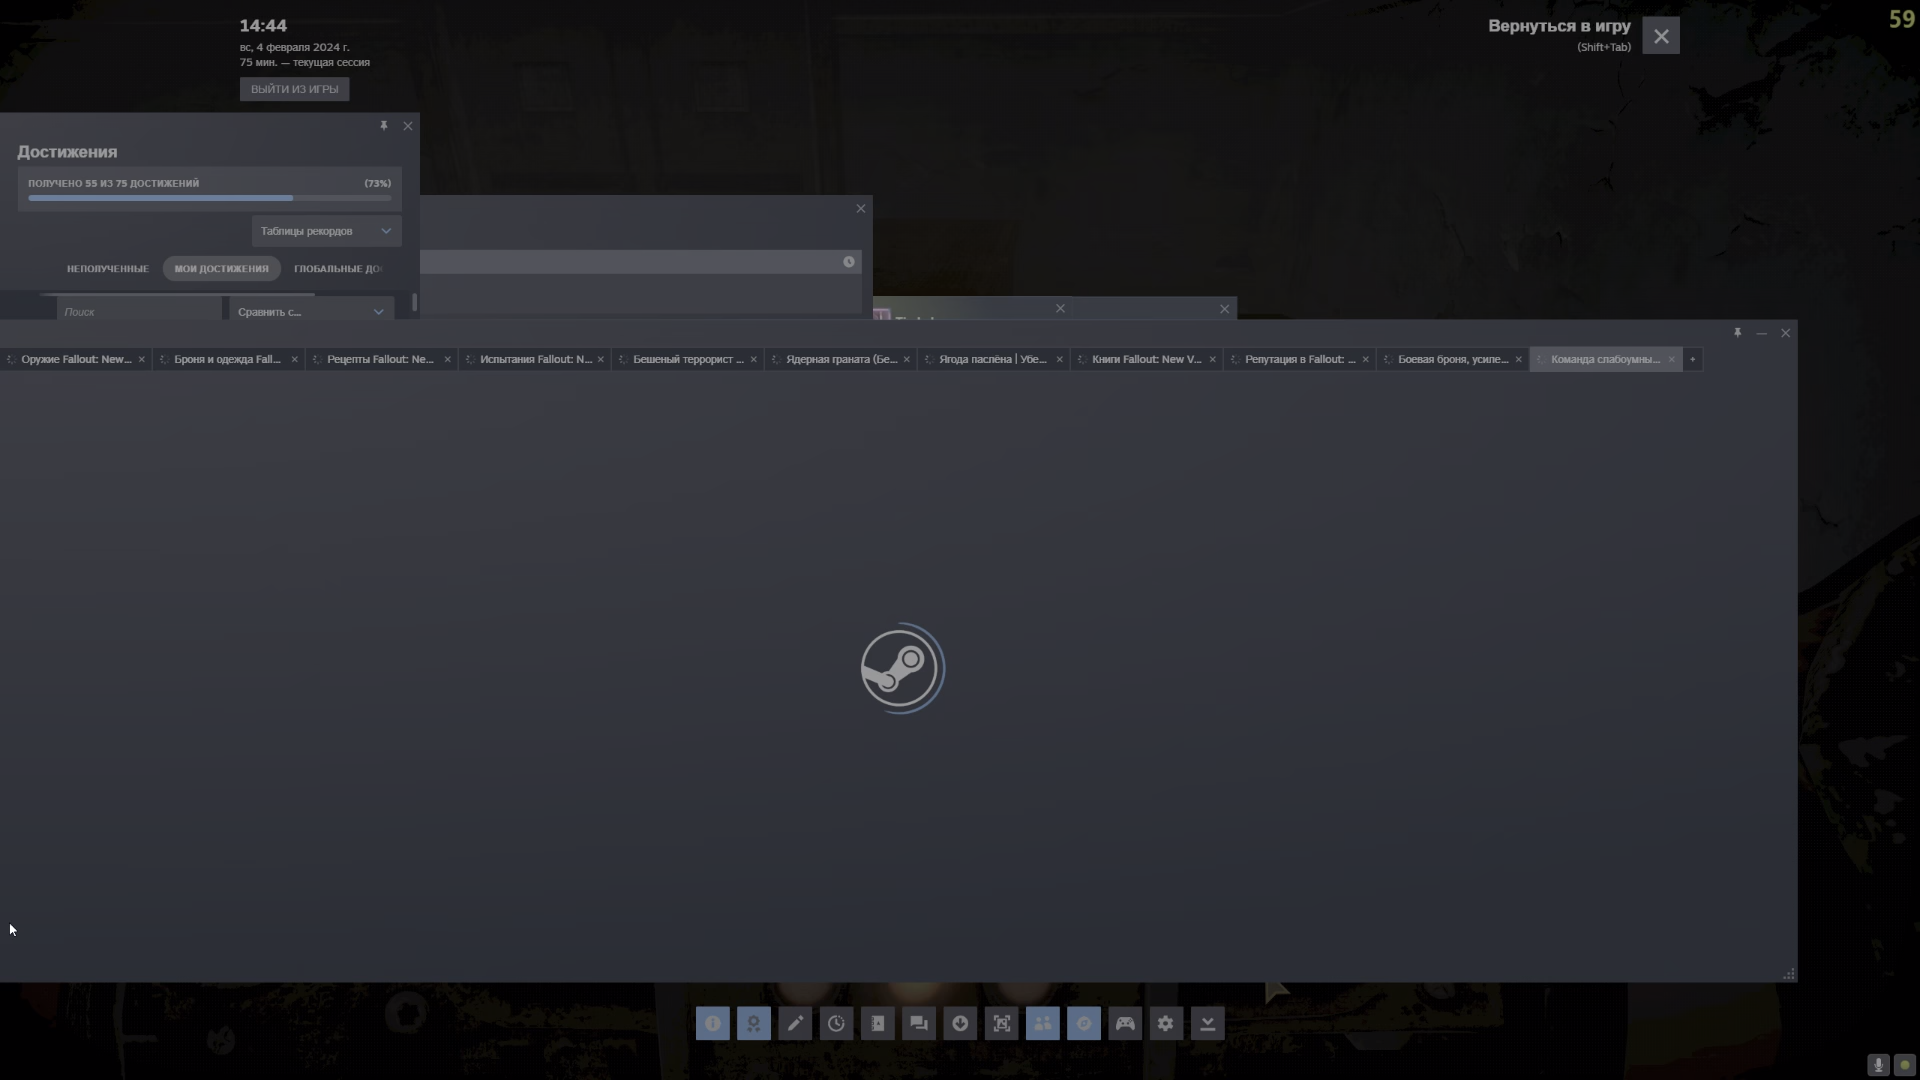 14:44
вс, 4 февраля 2024 г.
75 мин. — текущая сессия
ВЫЙТИ ИЗ ИГРЫ
Вернуться в игру
(Shift+Tab)
59
Достижения
ПОЛУЧЕНО 55 ИЗ 75 ДОСТИЖЕНИЙ (73%)
Таблицы рекордов
НЕПОЛУЧЕННЫЕ МОИ ДОСТИЖЕНИЯ ГЛОБАЛЬНЫЕ ДО
Поиск Сравнить с...
Оружие Fallout: New... Броня и одежда Fall... Рецепты Fallout: Ne... Испытания Fallout: N... Бешеный террорист ... Ядерная граната (Бе... Ягода паслёна | Убе... Книги Fallout: New V... Репутация в Fallout: ... Боевая броня, усиле... Команда слабоумны... +